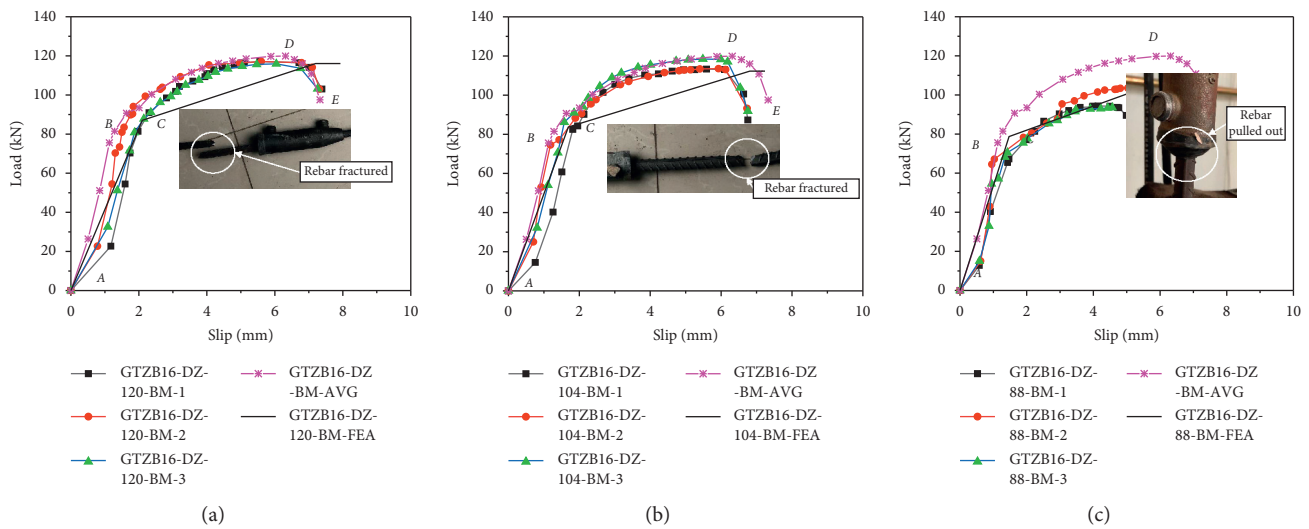 140
120
100
80
60
40
20
0
Load (kN)
0
2
4
6
8
10
Slip (mm)
A
B
C
D
E
Rebar fractured
GTZB16-DZ-
120-BM-1
GTZB16-DZ-
120-BM-2
GTZB16-DZ-
120-BM-3
GTZB16-DZ
-BM-AVG
GTZB16-DZ-
120-BM-FEA
(a)
140
120
100
80
60
40
20
0
Load (kN)
0
2
4
6
8
10
Slip (mm)
A
B
C
D
E
Rebar fractured
GTZB16-DZ-
104-BM-1
GTZB16-DZ-
104-BM-2
GTZB16-DZ-
104-BM-3
GTZB16-DZ
-BM-AVG
GTZB16-DZ-
104-BM-FEA
(b)
140
120
100
80
60
40
20
0
Load (kN)
0
2
4
6
8
10
Slip (mm)
A
B
D
Rebar
pulled out
GTZB16-DZ-
88-BM-1
GTZB16-DZ-
88-BM-2
GTZB16-DZ-
88-BM-3
GTZB16-DZ
-BM-AVG
GTZB16-DZ-
88-BM-FEA
(c)